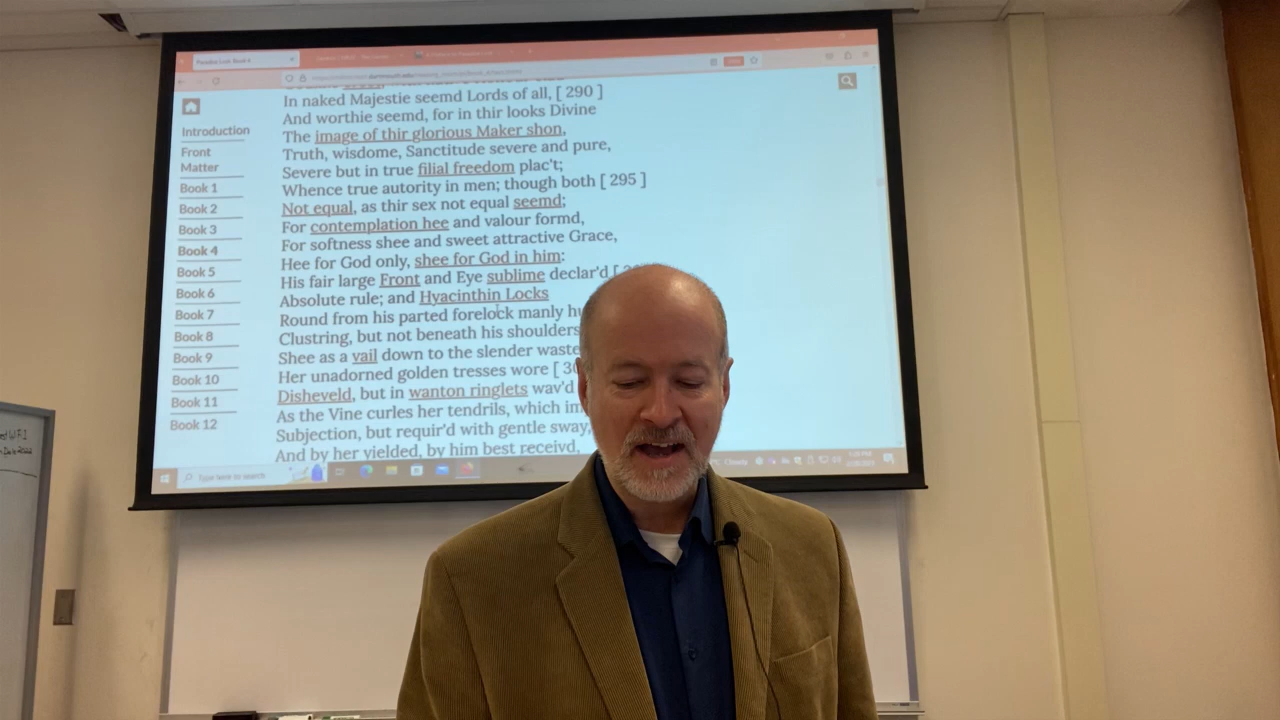 Paradise Lost: Book 4
In naked Majestie seemd Lords of all, [ 290 ]
And worthie seemd, for in thir looks Divine
The image of thir glorious Maker shon,
Truth, wisdome, Sanctitude severe and pure,
Severe but in true filial freedom plac't;
Whence true autority in men; though both [ 295 ]
Not equal, as thir sex not equal seemd;
For contemplation hee and valour formd,
For softness shee and sweet attractive Grace,
Hee for God only, shee for God in him:
His fair large Front and Eye sublime declar'd
Absolute rule; and Hyacinthin Locks
Round from his parted forelock manly
Clustring, but not beneath his shoulders
Shee as a vail down to the slender waste
Her unadorned golden tresses wore
Disheveld, but in wanton ringlets wav'd
As the Vine curles her tendrils, which
Subjection, but requir'd with gentle sway,
And by her yielded, by him best receivd,
Introduction
Front
Matter
Book 1
Book 2
Book 3
Book 4
Book 5
Book 6
Book 7
Book 8
Book 9
Book 10
Book 11
Book 12
Type here to search
Cloudy